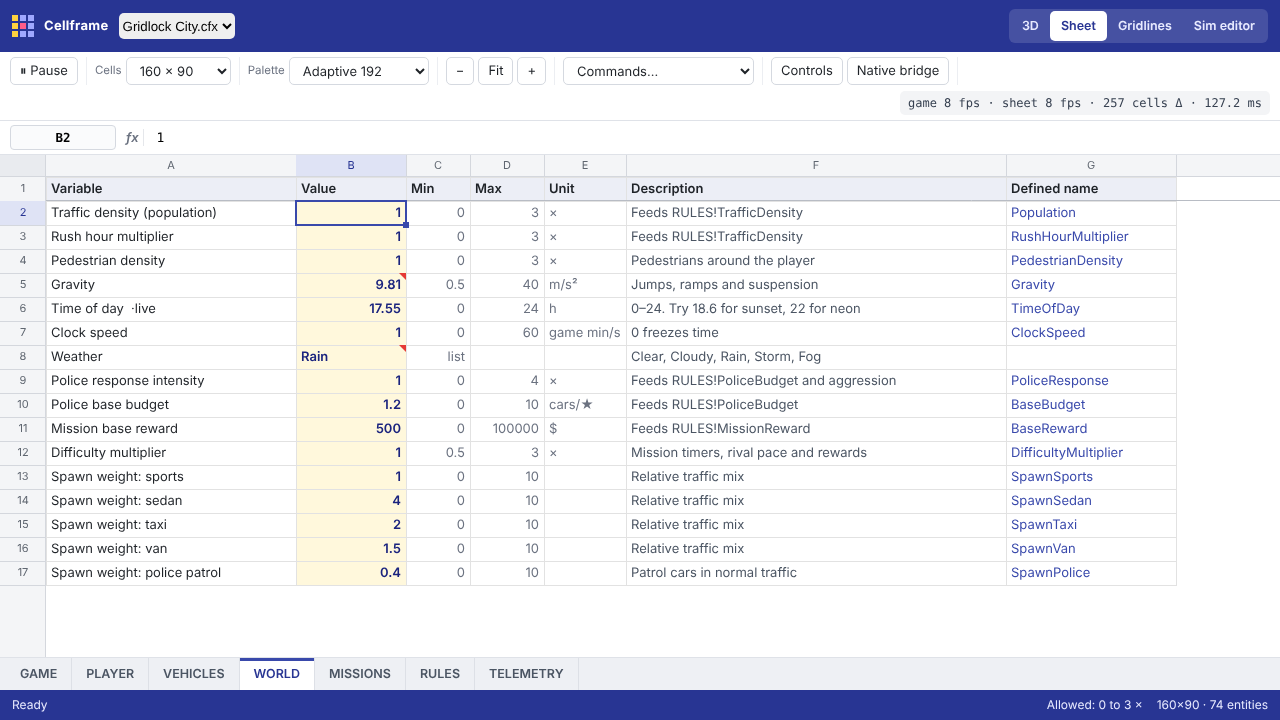 Cellframe Gridlock City.cfx 3D Sheet Gridlines Sim editor
⏸ Pause Cells 160 × 90 Palette Adaptive 192 − Fit + Commands... Controls Native bridge
game 8 fps · sheet 8 fps · 257 cells Δ · 127.2 ms
B2 ƒx 1
A B C D E F G
1 Variable Value Min Max Unit Description Defined name
2 Traffic density (population) 1 0 3 × Feeds RULES!TrafficDensity Population
3 Rush hour multiplier 1 0 3 × Feeds RULES!TrafficDensity RushHourMultiplier
4 Pedestrian density 1 0 3 × Pedestrians around the player PedestrianDensity
5 Gravity 9.81 0.5 40 m/s² Jumps, ramps and suspension Gravity
6 Time of day ·live 17.55 0 24 h 0–24. Try 18.6 for sunset, 22 for neon TimeOfDay
7 Clock speed 1 0 60 game min/s 0 freezes time ClockSpeed
8 Weather Rain list Clear, Cloudy, Rain, Storm, Fog
9 Police response intensity 1 0 4 × Feeds RULES!PoliceBudget and aggression PoliceResponse
10 Police base budget 1.2 0 10 cars/★ Feeds RULES!PoliceBudget BaseBudget
11 Mission base reward 500 0 100000 $ Feeds RULES!MissionReward BaseReward
12 Difficulty multiplier 1 0.5 3 × Mission timers, rival pace and rewards DifficultyMultiplier
13 Spawn weight: sports 1 0 10 Relative traffic mix SpawnSports
14 Spawn weight: sedan 4 0 10 Relative traffic mix SpawnSedan
15 Spawn weight: taxi 2 0 10 Relative traffic mix SpawnTaxi
16 Spawn weight: van 1.5 0 10 Relative traffic mix SpawnVan
17 Spawn weight: police patrol 0.4 0 10 Patrol cars in normal traffic SpawnPolice
GAME PLAYER VEHICLES WORLD MISSIONS RULES TELEMETRY
Ready Allowed: 0 to 3 × 160×90 · 74 entities